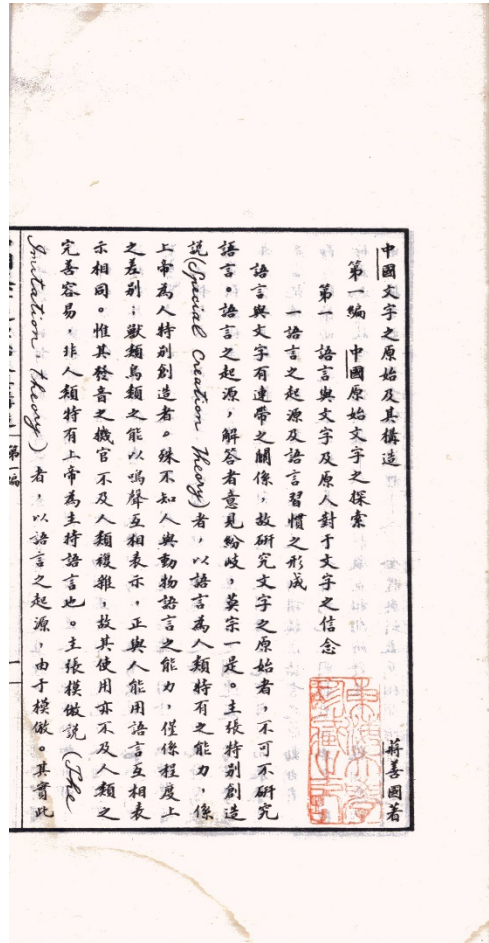 中國文字之原始及其構造
蔣善國著
第一編 中國原始文字之探索
第一 語言與文字及原人對于文字之信念
一語言之起源及語言習慣之形成
語言與文字有連帶之關係，故研究文字之原始者，不可不研究
語言。語言之起源，解答者意見紛歧，莫宗一是。主張特别創造
說(Special Creation Theory)者，以語言為人類特有之能力，係
上帝為人特别創造者。殊不知人與動物語言之能力，僅係程度上
之差别；獸類鳥類之能以鳴聲互相表示，正與人能用語言互相表
示相同。惟其發音之機官不及人類複雜，故其使用亦不及人類之
完善容易，非人類特有上帝為主持語言也。主張模倣說 (The
Imitation theory) 者，以語言之起源，由于模倣。其實此
第一編
一